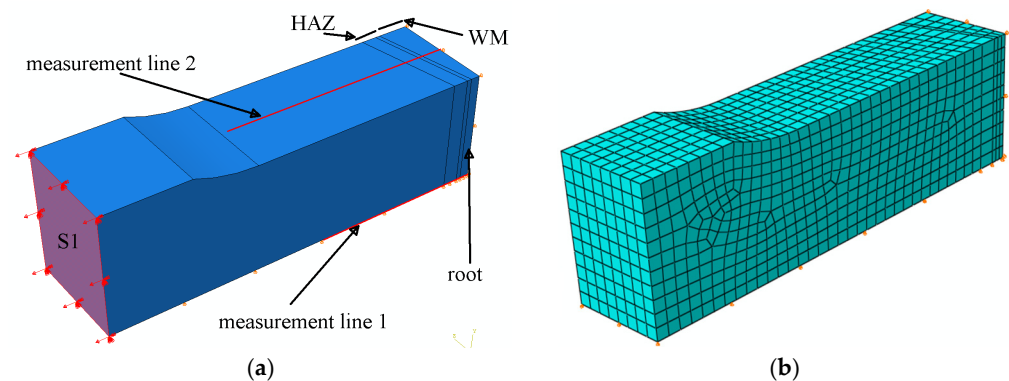 HAZ
WM
measurement line 2
S1
root
measurement line 1
(a)
(b)